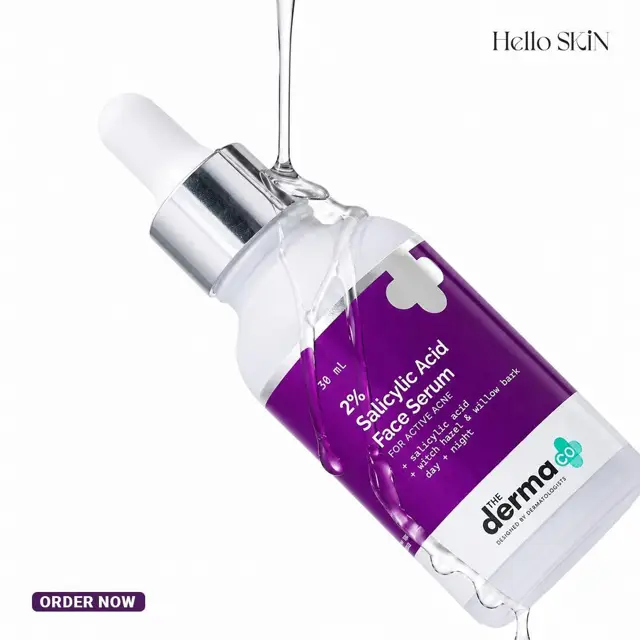 Hello SKiN
30 ml
2%
Salicylic Acid
Face Serum
FOR ACTIVE ACNE
+ salicylic acid
+ witch hazel & willow bark
day + night
THE
derma co
DESIGNED BY DERMATOLOGISTS
ORDER NOW